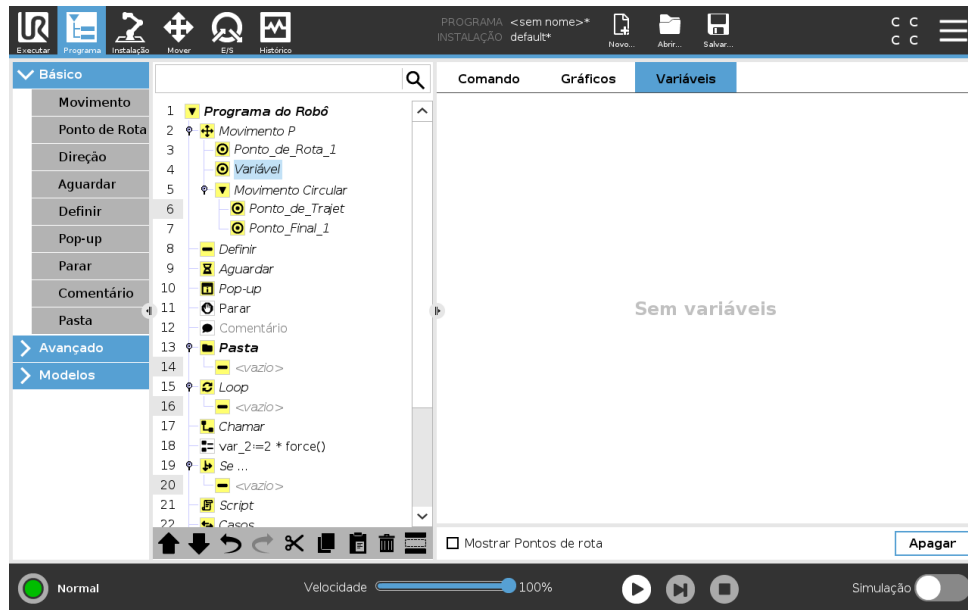 PROGRAMA <sem nome>*
INSTALAÇÃO default*
Executar Programa Instalação Mover E/S Histórico
Novo... Abrir... Salvar...
C C
C C
Básico
Movimento
Ponto de Rota
Direção
Aguardar
Definir
Pop-up
Parar
Comentário
Pasta
Avançado
Modelos
1 Programa do Robô
2 Movimento P
3 Ponto_de_Rota_1
4 Variável
5 Movimento Circular
6 Ponto_de_Trajet
7 Ponto_Final_1
8 Definir
9 Aguardar
10 Pop-up
11 Parar
12 Comentário
13 Pasta
14 <vazio>
15 Loop
16 <vazio>
17 Chamar
18 var_2:=2 * force()
19 Se ...
20 <vazio>
21 Script
22 Casos
Comando Gráficos Variáveis
Sem variáveis
Mostrar Pontos de rota
Apagar
Normal
Velocidade 100%
Simulação